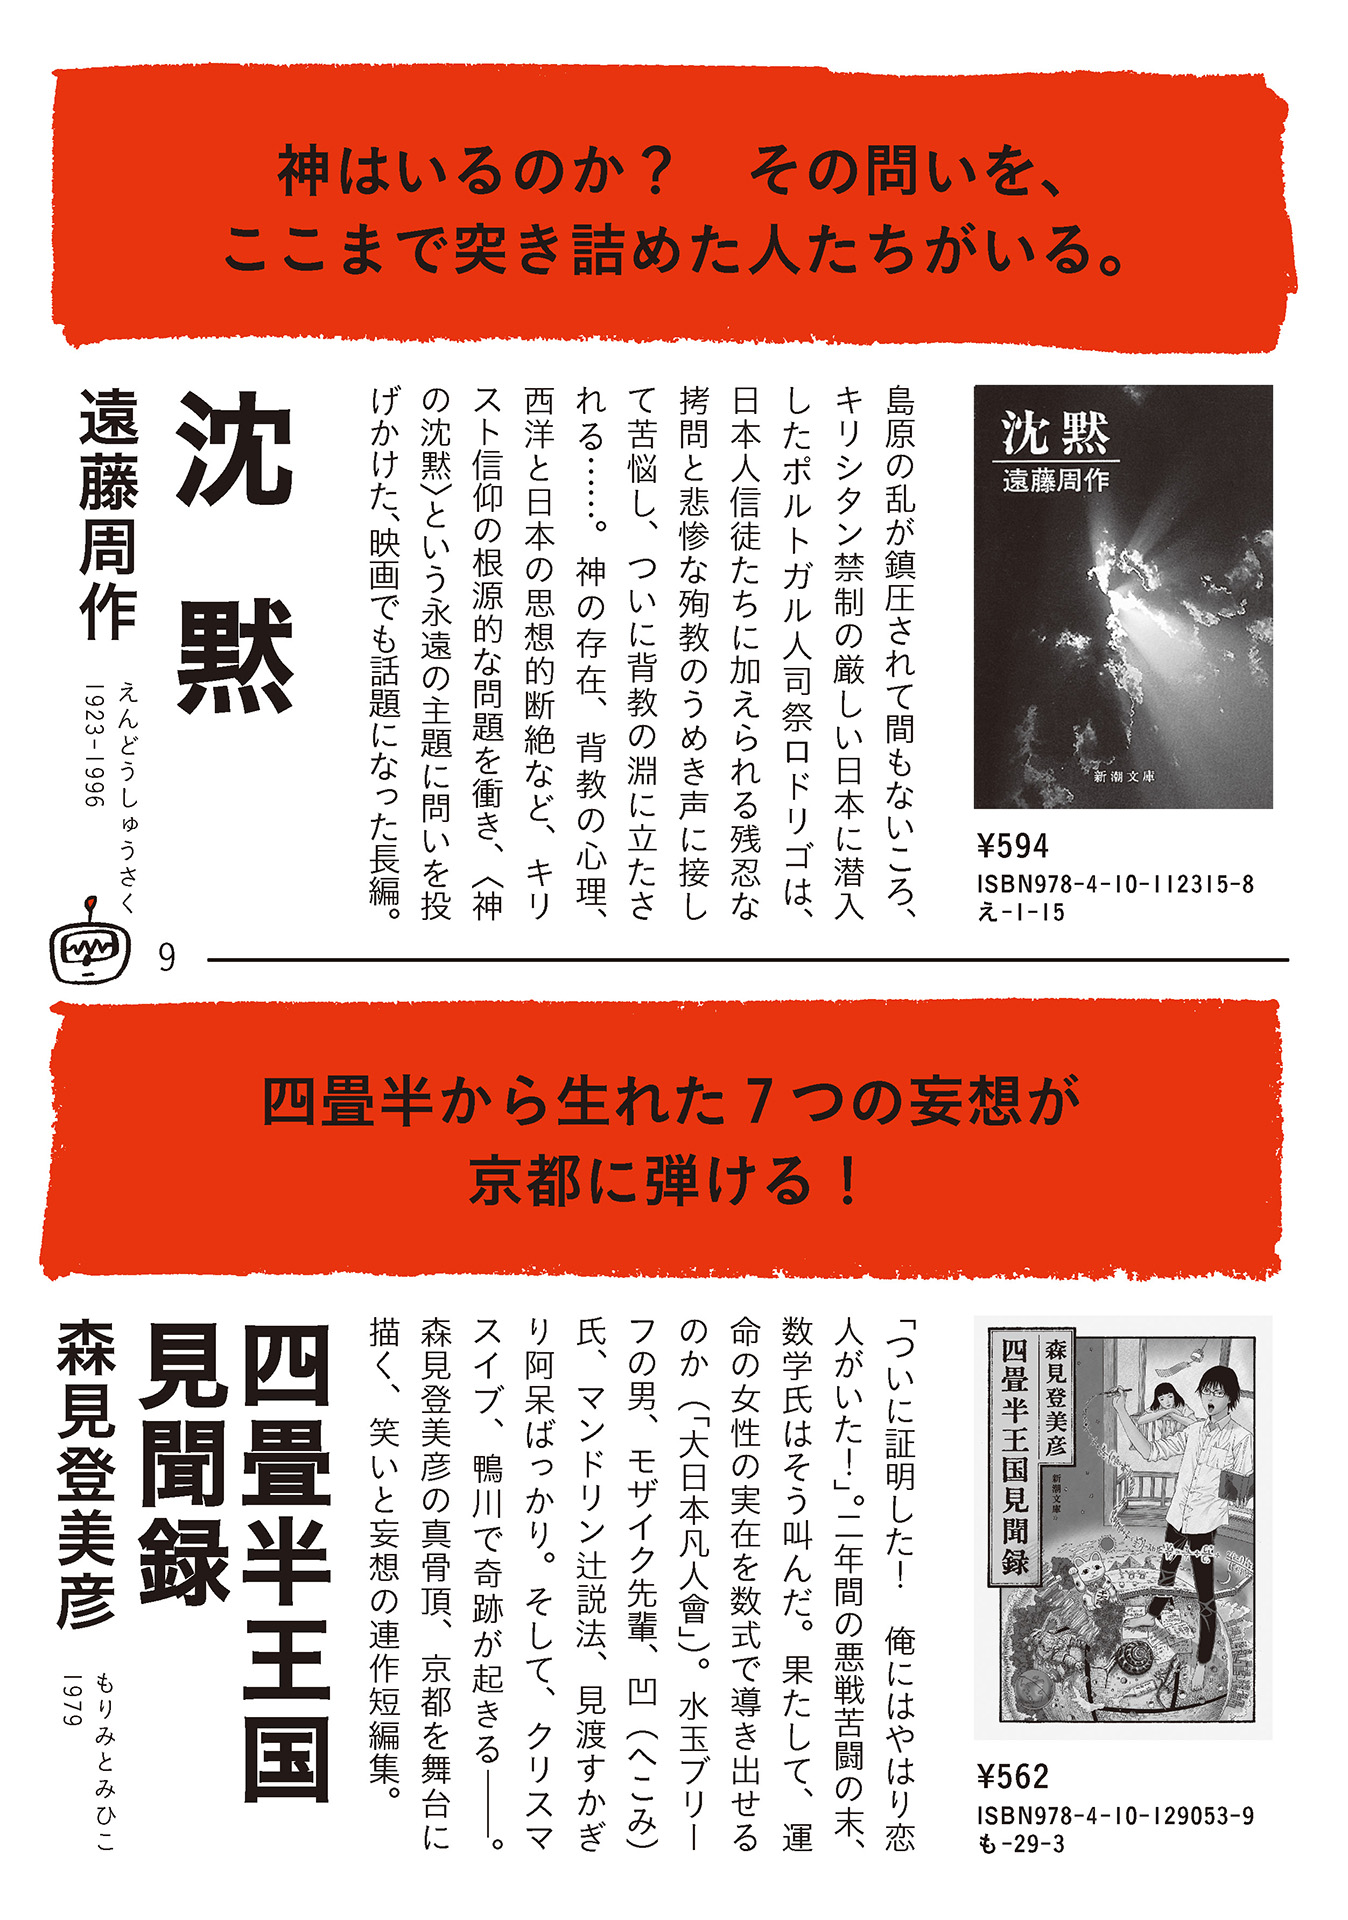 神はいるのか？　その問いを、
ここまで突き詰めた人たちがいる。
沈黙
遠藤周作
新潮文庫
¥594
ISBN978-4-10-112315-8
え-1-15
島原の乱が鎮圧されて間もないころ、
キリシタン禁制の厳しい日本に潜入
したポルトガル人司祭ロドリゴは、
日本人信徒たちに加えられる残忍な
拷問と悲惨な殉教のうめき声に接し
て苦悩し、ついに背教の淵に立たさ
れる……。神の存在、背教の心理、
西洋と日本の思想的断絶など、キリ
スト信仰の根源的な問題を衝き、〈神
の沈黙〉という永遠の主題に問いを投
げかけた、映画でも話題になった長編。
沈黙
遠藤周作
えんどうしゅうさく
1923-1996
9
四畳半から生れた7つの妄想が
京都に弾ける！
森見登美彦
四畳半王国見聞録
新潮文庫
¥562
ISBN978-4-10-129053-9
も-29-3
「ついに証明した！　俺にはやはり恋
人がいた！」。二年間の悪戦苦闘の末、
数学氏はそう叫んだ。果たして、運
命の女性の実在を数式で導き出せる
のか（「大日本凡人會」）。水玉ブリー
フの男、モザイク先輩、凹（へこみ）
氏、マンドリン辻説法、見渡すかぎ
り阿呆ばっかり。そして、クリスマ
スイブ、鴨川で奇跡が起きる――。
森見登美彦の真骨頂、京都を舞台に
描く、笑いと妄想の連作短編集。
四畳半王国
見聞録
森見登美彦
もりみとみひこ
1979